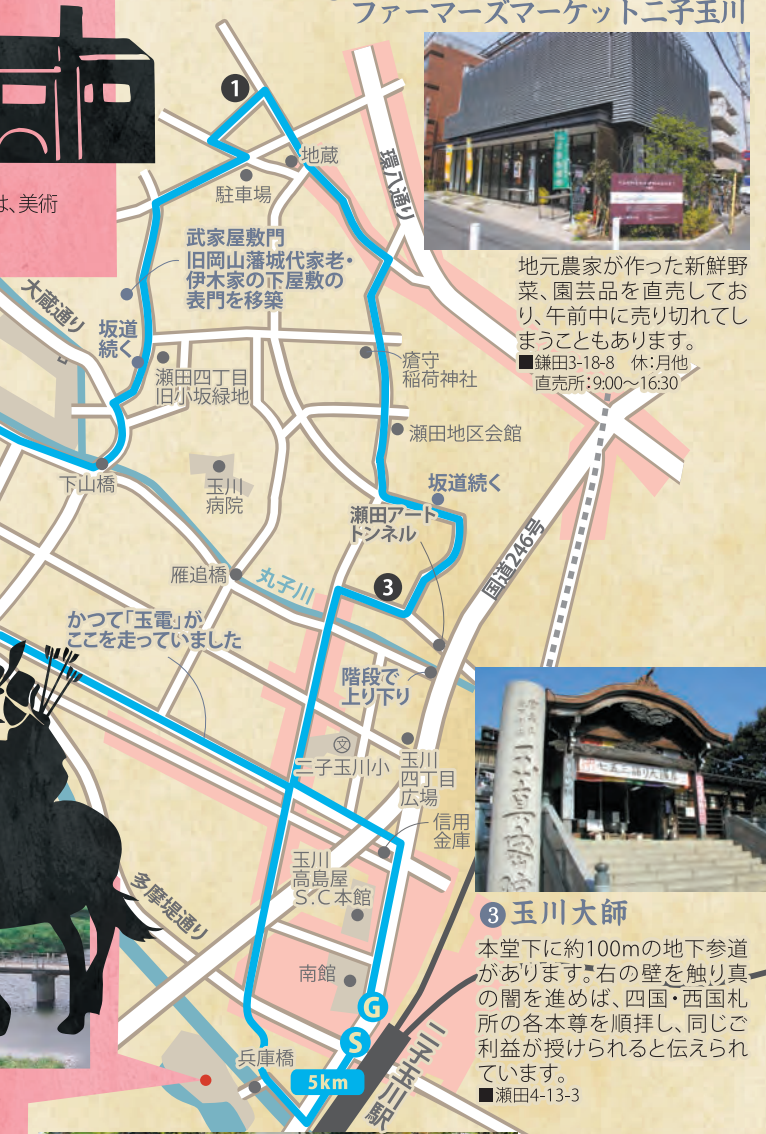 ファーマーズマーケット二子玉川
地元農家が作った新鮮野
菜、園芸品を直売してお
り、午前中に売り切れてし
まうこともあります。
■鎌田3-18-8 休:月他
直売所:9:00〜16:30
は、美術
1
地蔵
駐車場
環八通り
武家屋敷門
旧岡山藩城代家老・
伊木家の下屋敷の
表門を移築
大蔵通り
坂道
続く
瀬田四丁目
旧小坂緑地
瘡守
稲荷神社
瀬田地区会館
下山橋
玉川
病院
坂道続く
瀬田アート
トンネル
国道246号
雁追橋
丸子川
3
かつて「玉電」が
ここを走っていました
階段で
上り下り
文
二子玉川小
玉川
四丁目
広場
信用
金庫
玉川
高島屋
S.C本館
多摩堤通り
南館
G
S
兵庫橋
5km
二子玉川駅
七五三
3 玉川大師
本堂下に約100mの地下参道
があります。右の壁を触り真
の闇を進めば、四国・西国札
所の各本尊を順拝し、同じご
利益が授けられると伝えられ
ています。
■瀬田4-13-3